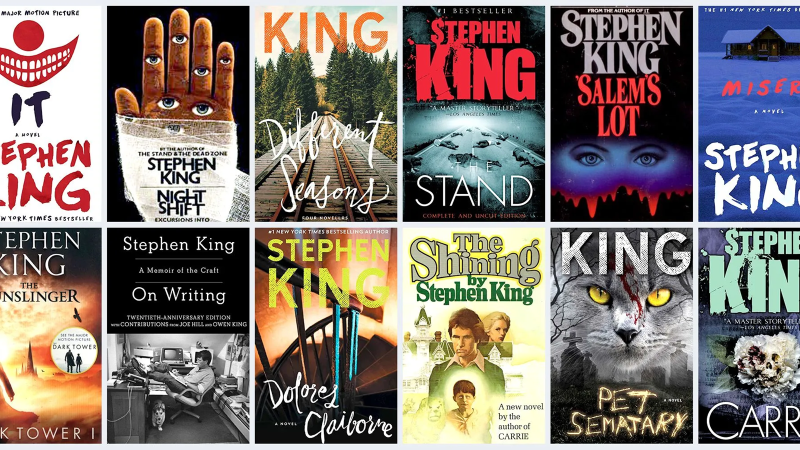 MAJOR MOTION PICTURE
IT
A NOVEL
STEPHEN
KING
NEW YORK TIMES BESTSELLER
BY THE AUTHOR OF
THE STAND & THE DEAD ZONE
STEPHEN
KING
NIGHT
SHIFT
EXCURSIONS INTO
KING
Different
Seasons
FOUR NOVELLAS
#1 BESTSELLER
STEPHEN
KING
"A MASTER STORYTELLER"
—LOS ANGELES TIMES
THE
STAND
COMPLETE AND UNCUT EDITION
FROM THE AUTHOR OF IT
STEPHEN
KING
'SALEM'S
LOT
THE #1 NEW YORK TIMES B
MISER
A NOVEL
STEPH
KIN
STEPHEN
KING
THE
UNSLINGER
SEE THE MAJOR
MOTION PICTURE
DARK TOWER
K TOWER I
Stephen King
A Memoir of the Craft
On Writing
TWENTIETH-ANNIVERSARY EDITION
WITH CONTRIBUTIONS FROM JOE HILL AND OWEN KING
#1 NEW YORK TIMES BESTSELLING AUTHOR
STEPHEN
KING
Dolores
Claiborne
A NOVEL
The
Shining
by
Stephen King
A new novel
by the
author of
CARRIE
KING
PET
SEMATARY
A NOVEL
STEPHE
KIN
"A MASTER STORYTEL
—LOS ANGELES TIMES
CARR